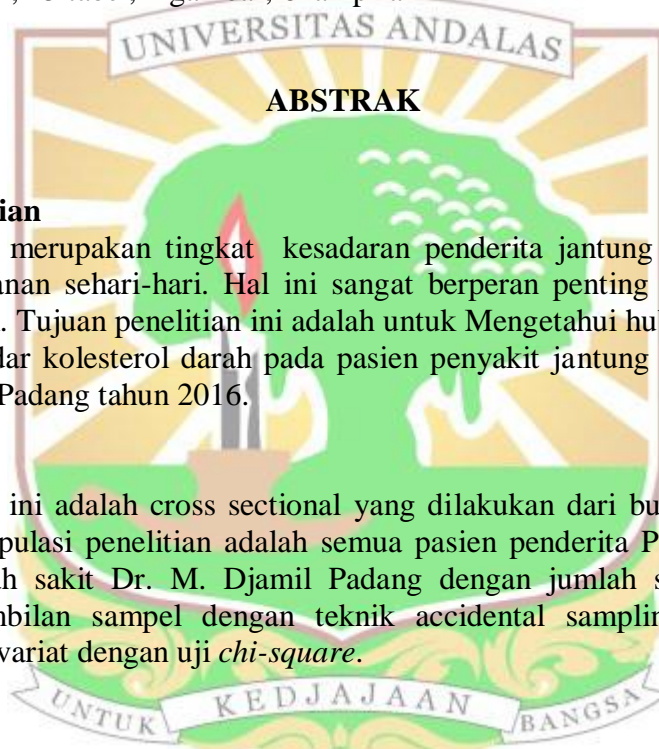 UNIVERSITAS ANDALAS
ABSTRAK
ian
merupakan tingkat kesadaran penderita jantung
anan sehari-hari. Hal ini sangat berperan penting
. Tujuan penelitian ini adalah untuk Mengetahui hu
dar kolesterol darah pada pasien penyakit jantung
Padang tahun 2016.
ini adalah cross sectional yang dilakukan dari bu
pulasi penelitian adalah semua pasien penderita P
ah sakit Dr. M. Djamil Padang dengan jumlah s
mbilan sampel dengan teknik accidental samplin
variat dengan uji chi-square.
UNTUK KEDJAJAAN BANGSA